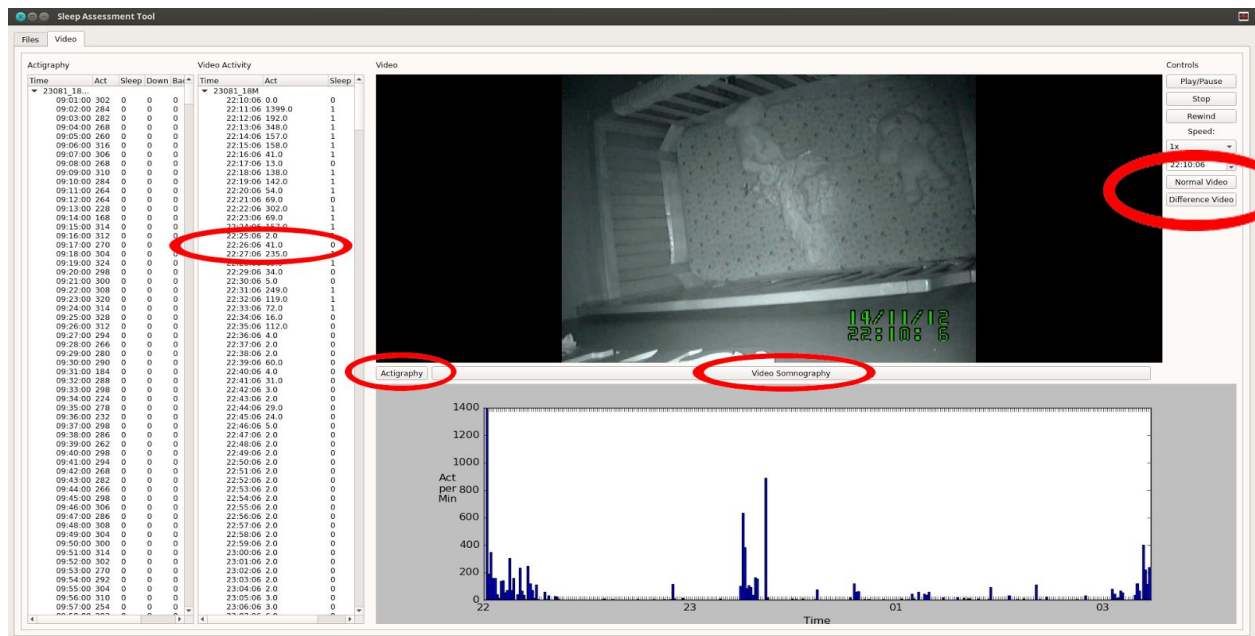 Sleep Assessment Tool
Files Video
Actigraphy
Time Act Sleep Down
23081_18...
09:01:00 302 0 0 0
09:02:00 284 0 0 0
09:03:00 282 0 0 0
09:04:00 268 0 0 0
09:05:00 260 0 0 0
09:06:00 316 0 0 0
09:07:00 306 0 0 0
09:08:00 268 0 0 0
09:09:00 310 0 0 0
09:10:00 284 0 0 0
09:11:00 264 0 0 0
09:12:00 264 0 0 0
09:13:00 228 0 0 0
09:14:00 168 0 0 0
09:15:00 314 0 0 0
09:16:00 312 0 0 0
09:17:00 270 0 0
09:18:00 304 0 0 0
09:19:00 324 0 0 0
09:20:00 298 0 0 0
09:21:00 300 0 0 0
09:22:00 308 0 0 0
09:23:00 320 0 0 0
09:24:00 314 0 0 0
09:25:00 328 0 0 0
09:26:00 312 0 0 0
09:27:00 294 0 0 0
09:28:00 266 0 0 0
09:29:00 280 0 0 0
09:30:00 290 0 0 0
09:31:00 184 0 0 0
09:32:00 288 0 0 0
09:33:00 298 0 0 0
09:34:00 224 0 0 0
09:35:00 278 0 0 0
09:36:00 232 0 0 0
09:37:00 298 0 0 0
09:38:00 286 0 0 0
09:39:00 262 0 0 0
09:40:00 298 0 0 0
09:41:00 294 0 0 0
09:42:00 268 0 0 0
09:43:00 282 0 0 0
09:44:00 266 0 0 0
09:45:00 298 0 0 0
09:46:00 306 0 0 0
09:47:00 286 0 0 0
09:48:00 308 0 0 0
09:49:00 304 0 0 0
09:50:00 300 0 0 0
09:51:00 314 0 0 0
09:52:00 302 0 0 0
09:53:00 270 0 0 0
09:54:00 292 0 0 0
09:55:00 304 0 0 0
09:56:00 310 0 0 0
09:57:00 254 0 0 0
Video Activity
Time Act Sleep
23081_18M
22:10:06 0.0 0
22:11:06 1399.0 1
22:12:06 192.0 1
22:13:06 348.0 1
22:14:06 157.0 1
22:15:06 158.0 1
22:16:06 41.0 1
22:17:06 13.0 0
22:18:06 138.0 1
22:19:06 142.0 1
22:20:06 54.0 1
22:21:06 69.0 0
22:22:06 302.0 1
22:23:06 69.0 1
22:24:06 157.0 1
22:25:06 2.0
22:26:06 41.0 0
22:27:06 235.0
22:29:06 34.0 0
22:30:06 5.0 0
22:31:06 249.0 1
22:32:06 119.0 1
22:33:06 72.0 1
22:34:06 16.0 0
22:35:06 112.0 0
22:36:06 4.0 0
22:37:06 2.0 0
22:38:06 2.0 0
22:39:06 60.0 0
22:40:06 4.0 0
22:41:06 31.0 0
22:42:06 3.0 0
22:43:06 2.0 0
22:44:06 29.0 0
22:45:06 24.0 0
22:46:06 5.0 0
22:47:06 2.0 0
22:48:06 2.0 0
22:49:06 2.0 0
22:50:06 2.0 0
22:51:06 2.0 0
22:52:06 2.0 0
22:53:06 2.0 0
22:54:06 2.0 0
22:55:06 2.0 0
22:56:06 2.0 0
22:57:06 2.0 0
22:58:06 2.0 0
22:59:06 2.0 0
23:00:06 2.0 0
23:01:06 2.0 0
23:02:06 2.0 0
23:03:06 2.0 0
23:04:06 2.0 0
23:05:06 3.0 0
23:06:06 3.0 0
Video
14/11/12
22:10: 6
Controls
Play/Pause
Stop
Rewind
Speed:
1x
22:10:06
Normal Video
Difference Video
Actigraphy
Video Somnography
1400
1200
1000
800
600
400
200
0
Act
per
Min
22 23 01 03
Time